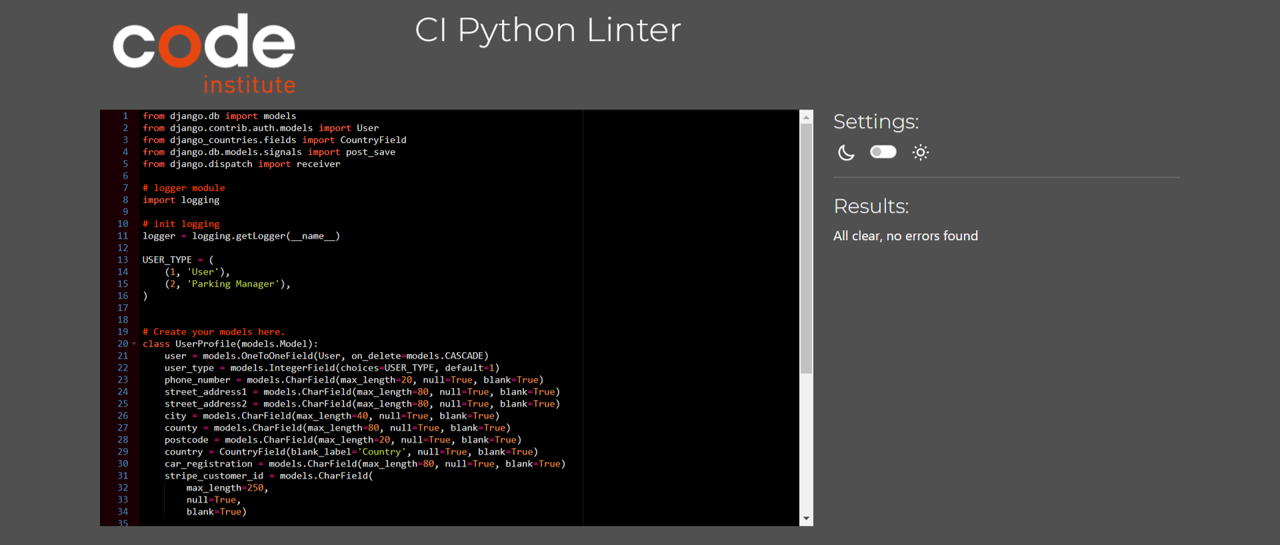 code
institute
CI Python Linter
1 from django.db import models
2 from django.contrib.auth.models import User
3 from django_countries.fields import CountryField
4 from django.db.models.signals import post_save
5 from django.dispatch import receiver
6
7 # logger module
8 import logging
9
10 # init logging
11 logger = logging.getLogger(__name__)
12
13 USER_TYPE = (
14     (1, 'User'),
15     (2, 'Parking Manager'),
16 )
17
18
19 # Create your models here.
20 class UserProfile(models.Model):
21     user = models.OneToOneField(User, on_delete=models.CASCADE)
22     user_type = models.IntegerField(choices=USER_TYPE, default=1)
23     phone_number = models.CharField(max_length=20, null=True, blank=True)
24     street_address1 = models.CharField(max_length=80, null=True, blank=True)
25     street_address2 = models.CharField(max_length=80, null=True, blank=True)
26     city = models.CharField(max_length=40, null=True, blank=True)
27     county = models.CharField(max_length=80, null=True, blank=True)
28     postcode = models.CharField(max_length=20, null=True, blank=True)
29     country = CountryField(blank_label='Country', null=True, blank=True)
30     car_registration = models.CharField(max_length=80, null=True, blank=True)
31     stripe_customer_id = models.CharField(
32         max_length=250,
33         null=True,
34         blank=True)
35
Settings:
Results:
All clear, no errors found